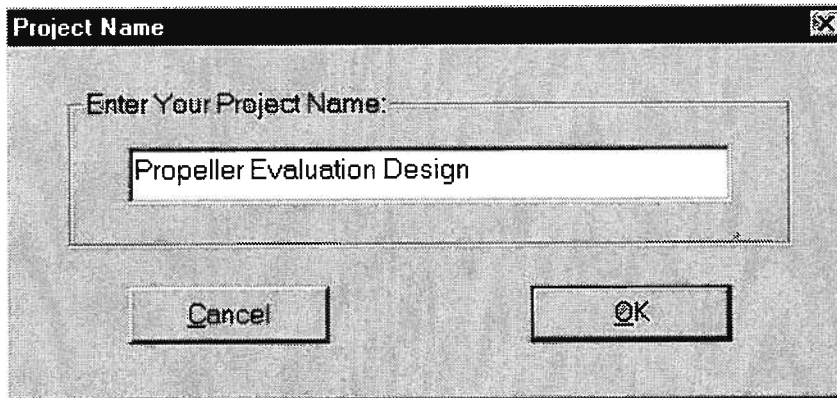 Project Name
Enter Your Project Name:
Propeller Evaluation Design
Cancel
OK